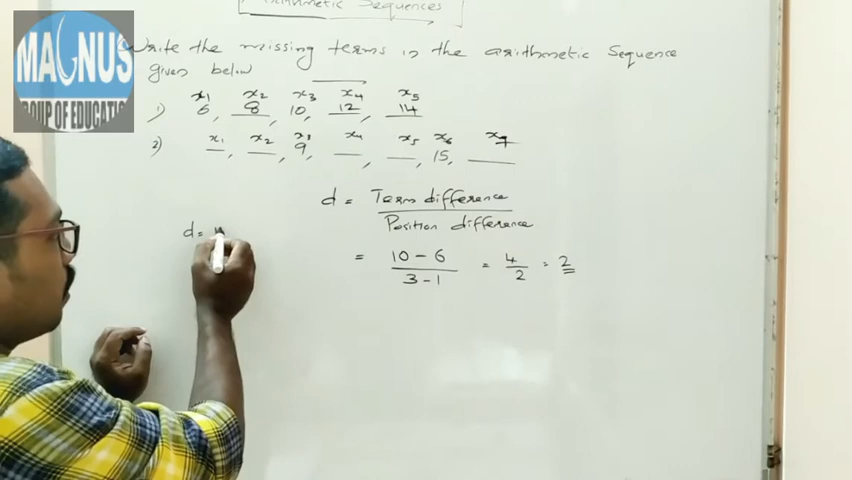 Arithmetic Sequences
MAGNUS
GROUP OF EDUCATION
Write the missing terms in the arithmetic Sequence
given below
x1 x2 x3 x4 x5
1) 6, 8, 10, 12, 14
x1 x2 x3 x4 x5 x6 x7
2) __, __, 9, __, __, 15, __
d = Term difference / Position difference
= 10 - 6 / 3 - 1 = 4 / 2 = 2
d =